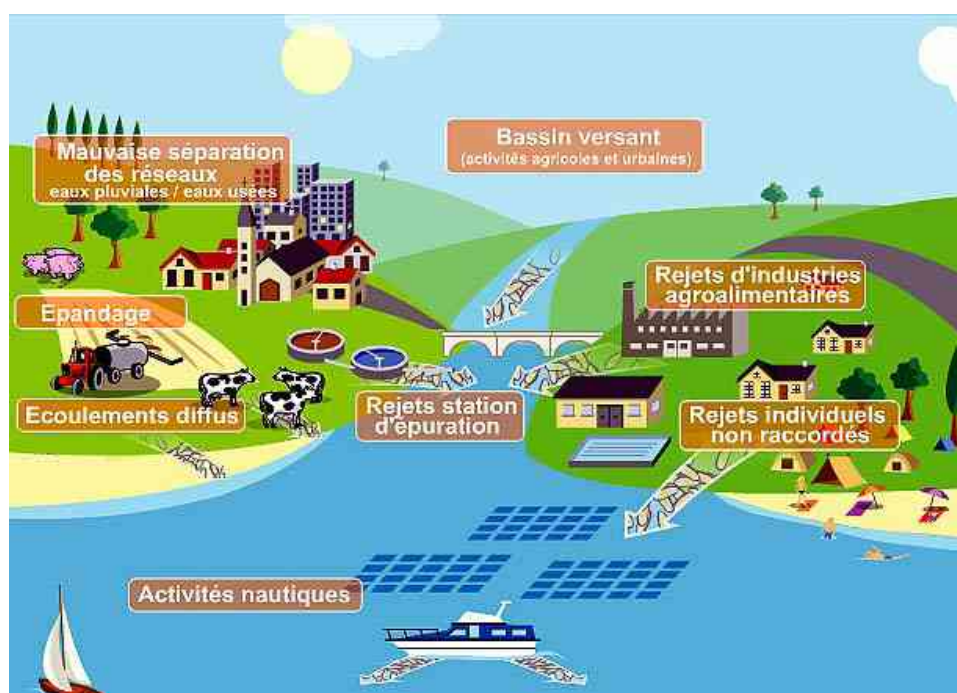 Mauvaise séparation
des réseaux
eaux pluviales / eaux usées
Bassin versant
(activités agricoles et urbaines)
Rejets d'industries
agroalimentaires
Epandage
Ecoulements diffus
Rejets station
d'épuration
Rejets individuels
non raccordés
Activités nautiques